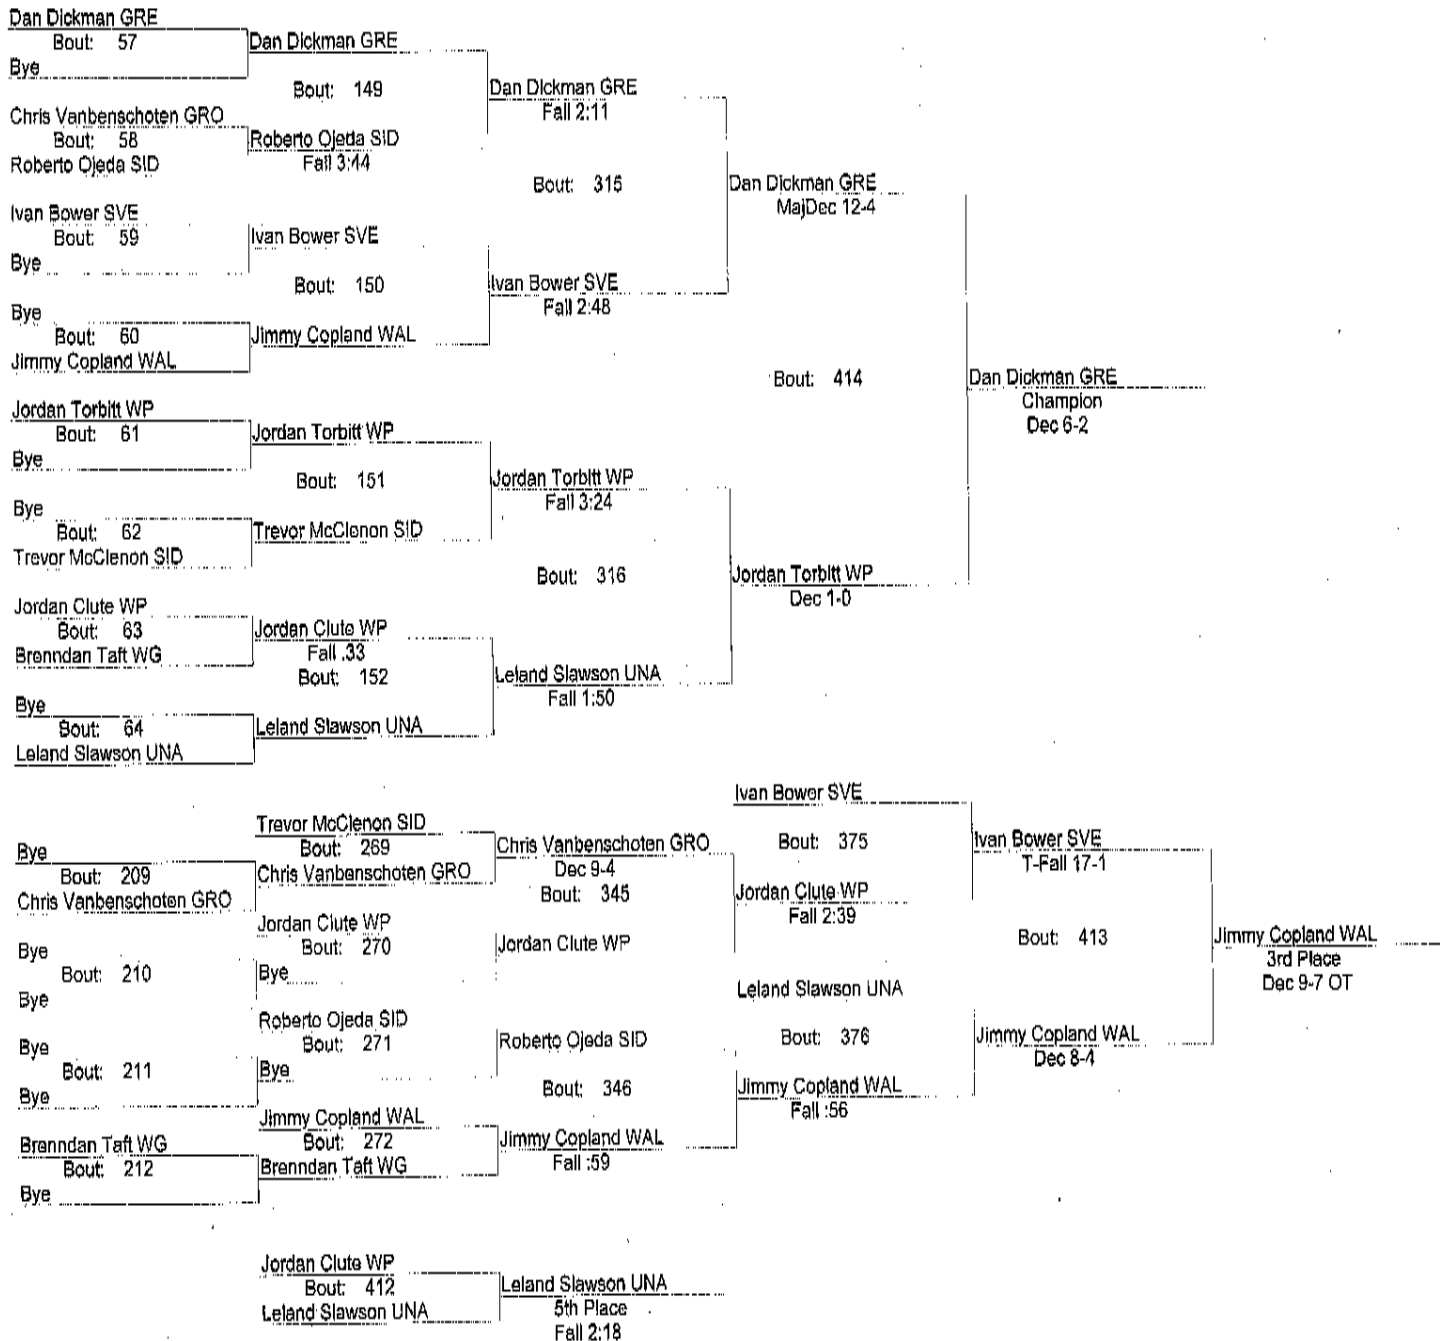 Dan Dickman GRE
Bout: 57
Bye
Dan Dickman GRE
Bout: 149
Chris Vanbenschoten GRO
Bout: 58
Roberto Ojeda SID
Roberto Ojeda SID
Fall 3:44
Dan Dickman GRE
Fall 2:11
Bout: 315
Ivan Bower SVE
Bout: 59
Bye
Ivan Bower SVE
Bout: 150
Bye
Bout: 60
Jimmy Copland WAL
Jimmy Copland WAL
Ivan Bower SVE
Fall 2:48
Dan Dickman GRE
MajDec 12-4
Bout: 414
Dan Dickman GRE
Champion
Dec 6-2
Jordan Torbitt WP
Bout: 61
Bye
Jordan Torbitt WP
Bout: 151
Bye
Bout: 62
Trevor McClenon SID
Trevor McClenon SID
Jordan Torbitt WP
Fall 3:24
Bout: 316
Jordan Torbitt WP
Dec 1-0
Jordan Clute WP
Bout: 63
Brenndan Taft WG
Jordan Clute WP
Fall .33
Bout: 152
Bye
Bout: 64
Leland Slawson UNA
Leland Slawson UNA
Leland Slawson UNA
Fall 1:50
Bye
Bout: 209
Chris Vanbenschoten GRO
Trevor McClenon SID
Bout: 269
Chris Vanbenschoten GRO
Chris Vanbenschoten GRO
Dec 9-4
Bout: 345
Bye
Bout: 210
Bye
Jordan Clute WP
Bout: 270
Bye
Jordan Clute WP
Ivan Bower SVE
Bout: 375
Jordan Clute WP
Fall 2:39
Ivan Bower SVE
T-Fall 17-1
Bout: 413
Jimmy Copland WAL
3rd Place
Dec 9-7 OT
Bye
Bout: 211
Bye
Roberto Ojeda SID
Bout: 271
Bye
Roberto Ojeda SID
Bout: 346
Brenndan Taft WG
Bout: 212
Bye
Jimmy Copland WAL
Bout: 272
Brenndan Taft WG
Jimmy Copland WAL
Fall :59
Leland Slawson UNA
Bout: 376
Jimmy Copland WAL
Fall :56
Jimmy Copland WAL
Dec 8-4
Jordan Clute WP
Bout: 412
Leland Slawson UNA
Leland Slawson UNA
5th Place
Fall 2:18